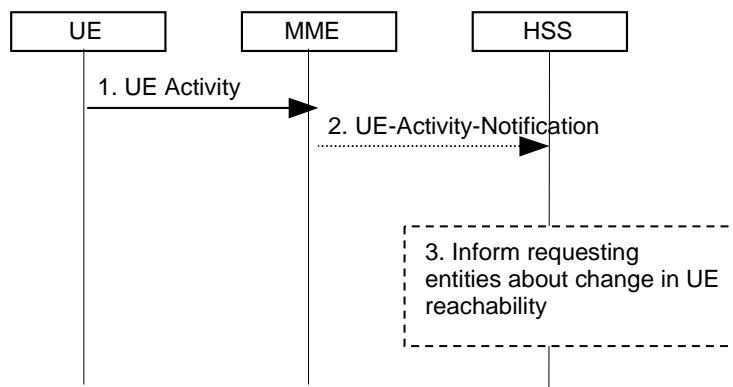 UE
MME
HSS
1. UE Activity
2. UE-Activity-Notification
3. Inform requesting
entities about change in UE
reachability